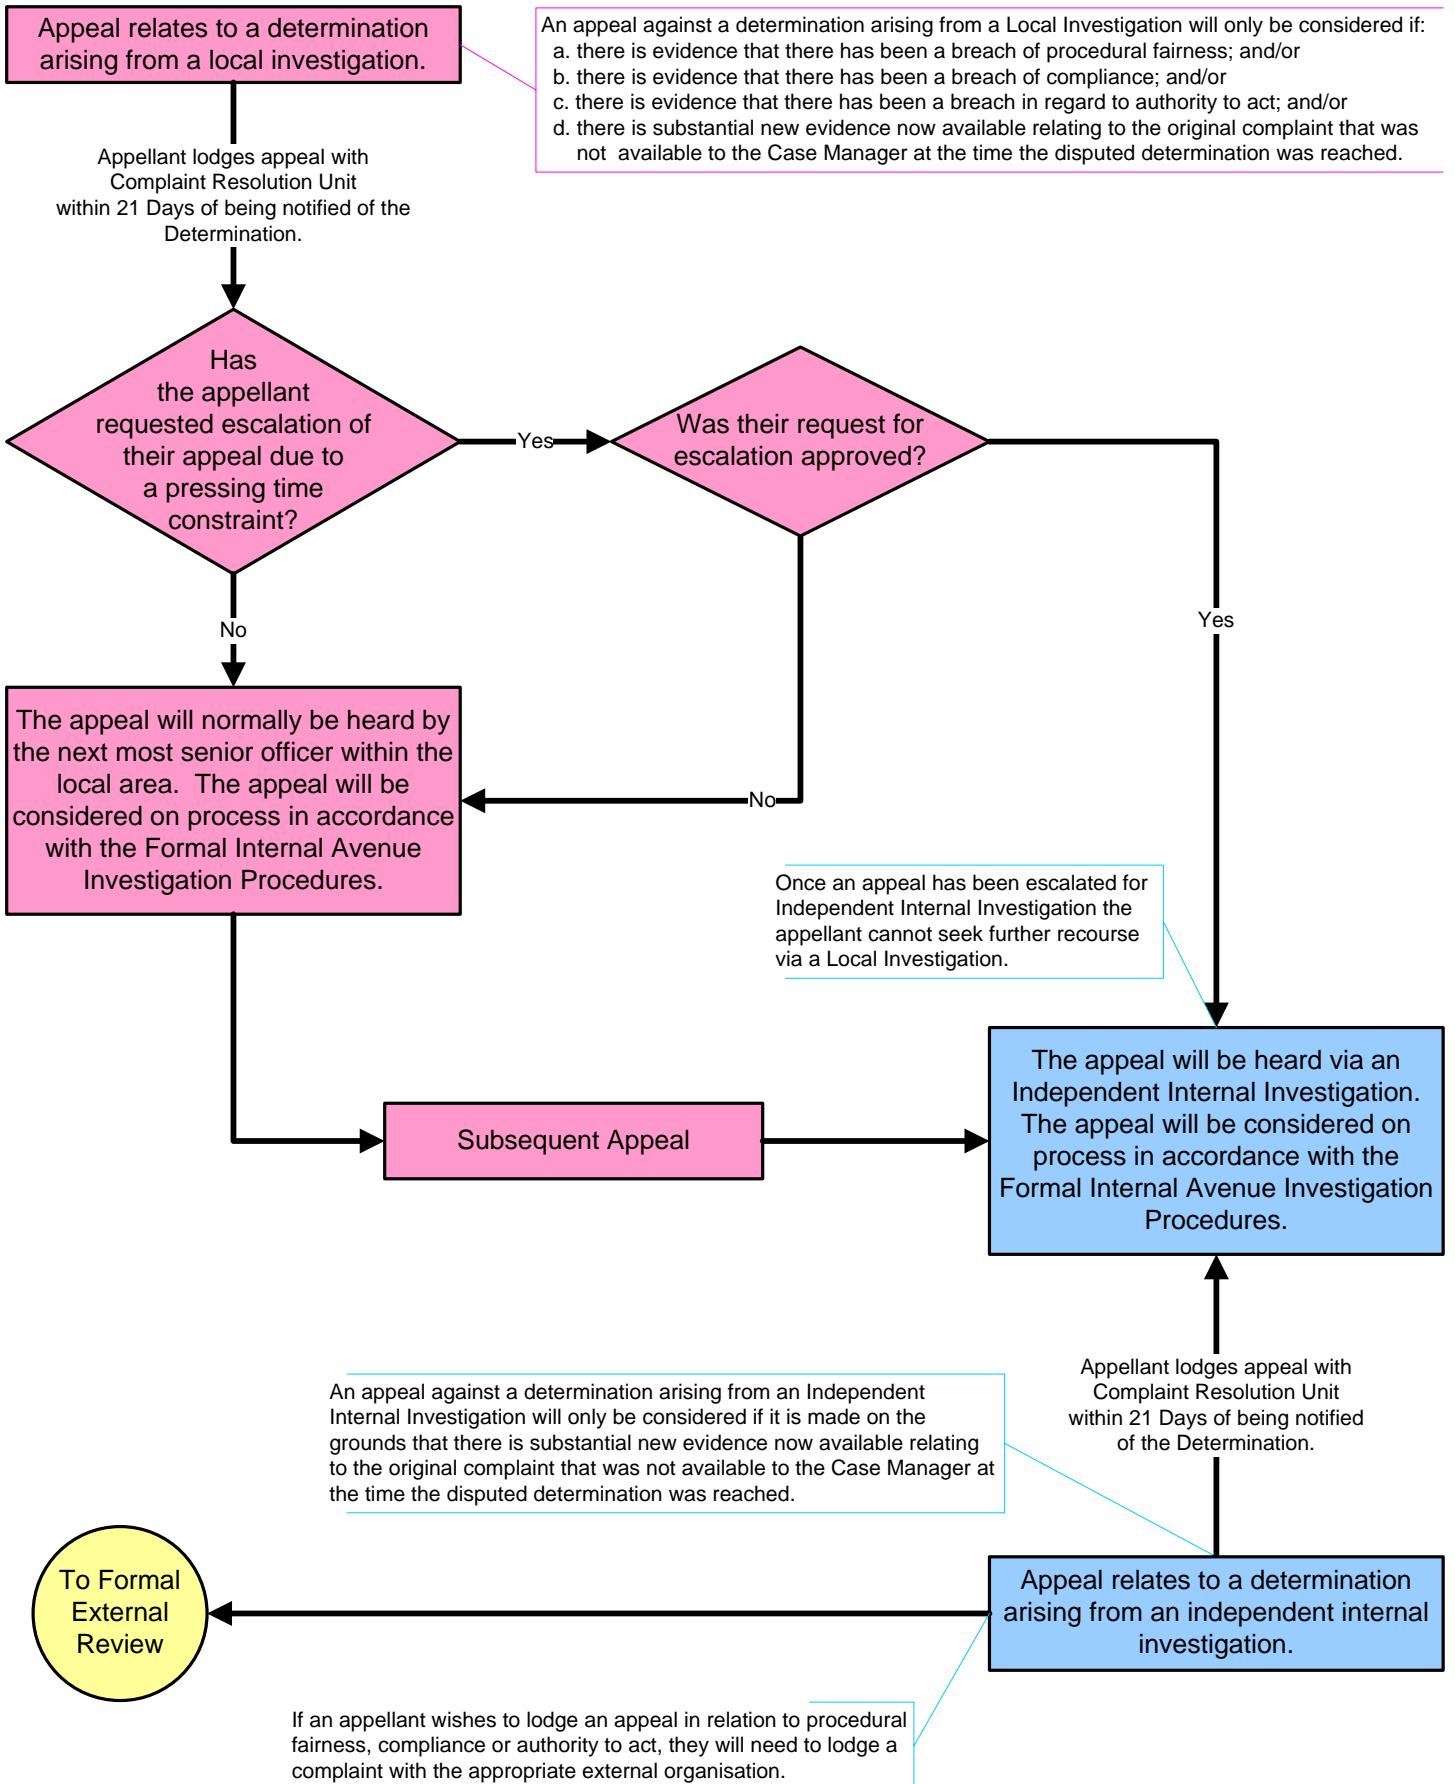 Appeal relates to a determination
arising from a local investigation.
An appeal against a determination arising from a Local Investigation will only be considered if:
a. there is evidence that there has been a breach of procedural fairness; and/or
b. there is evidence that there has been a breach of compliance; and/or
c. there is evidence that there has been a breach in regard to authority to act; and/or
d. there is substantial new evidence now available relating to the original complaint that was
not available to the Case Manager at the time the disputed determination was reached.
Appellant lodges appeal with
Complaint Resolution Unit
within 21 Days of being notified of the
Determination.
Has
the appellant
requested escalation of
their appeal due to
a pressing time
constraint?
Yes
Was their request for
escalation approved?
Yes
No
The appeal will normally be heard by
the next most senior officer within the
local area. The appeal will be
considered on process in accordance
with the Formal Internal Avenue
Investigation Procedures.
No
Once an appeal has been escalated for
Independent Internal Investigation the
appellant cannot seek further recourse
via a Local Investigation.
The appeal will be heard via an
Independent Internal Investigation.
The appeal will be considered on
process in accordance with the
Formal Internal Avenue Investigation
Procedures.
Subsequent Appeal
Appellant lodges appeal with
Complaint Resolution Unit
within 21 Days of being notified
of the Determination.
An appeal against a determination arising from an Independent
Internal Investigation will only be considered if it is made on the
grounds that there is substantial new evidence now available relating
to the original complaint that was not available to the Case Manager at
the time the disputed determination was reached.
To Formal
External
Review
Appeal relates to a determination
arising from an independent internal
investigation.
If an appellant wishes to lodge an appeal in relation to procedural
fairness, compliance or authority to act, they will need to lodge a
complaint with the appropriate external organisation.